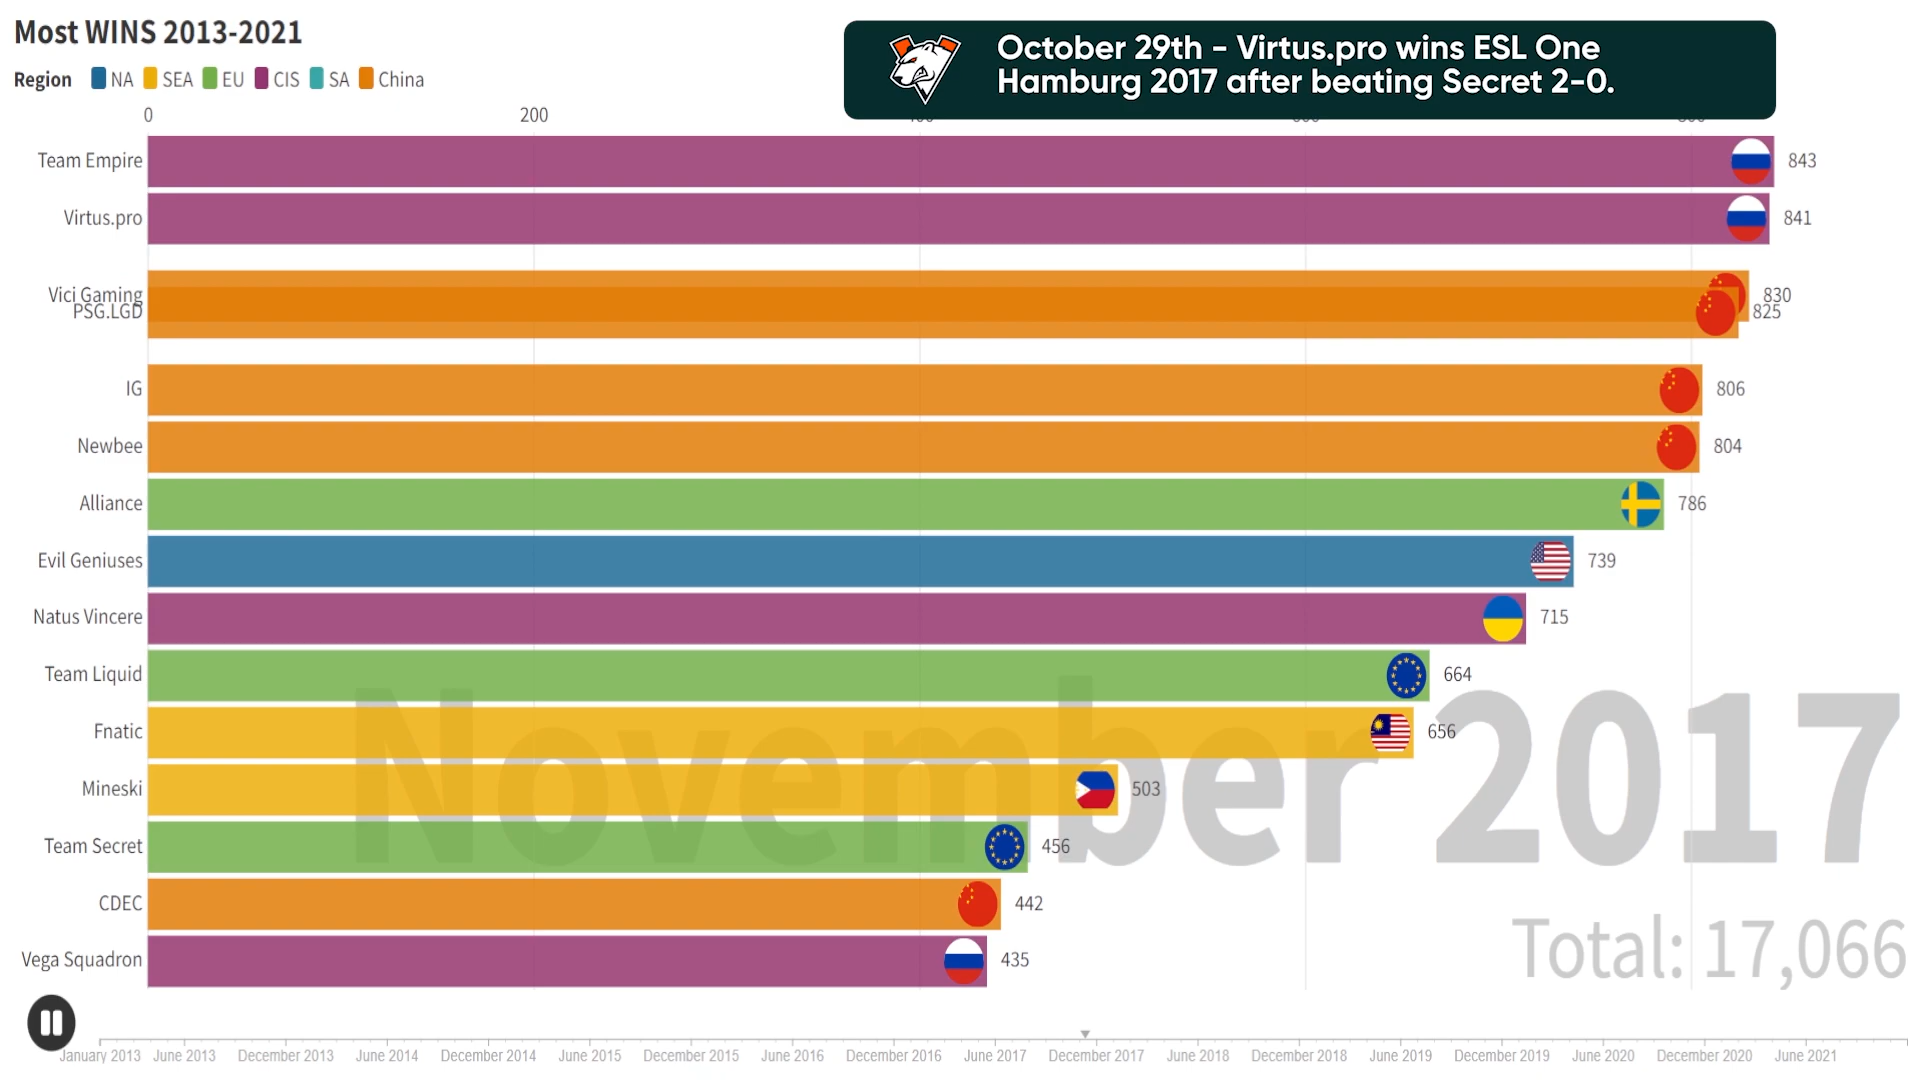 Most WINS 2013-2021
October 29th - Virtus.pro wins ESL One
Hamburg 2017 after beating Secret 2-0.
Region NA SEA EU CIS SA China
0 200
Team Empire 843
Virtus.pro 841
Vici Gaming 830
PSG.LGD 825
IG 806
Newbee 804
Alliance 786
Evil Geniuses 739
Natus Vincere 715
Team Liquid 664
Fnatic 656
November 2017
Mineski 503
Team Secret 456
CDEC 442
Total: 17,066
Vega Squadron 435
January 2013 June 2013 December 2013 June 2014 December 2014 June 2015 December 2015 June 2016 December 2016 June 2017 December 2017 June 2018 December 2018 June 2019 December 2019 June 2020 December 2020 June 2021